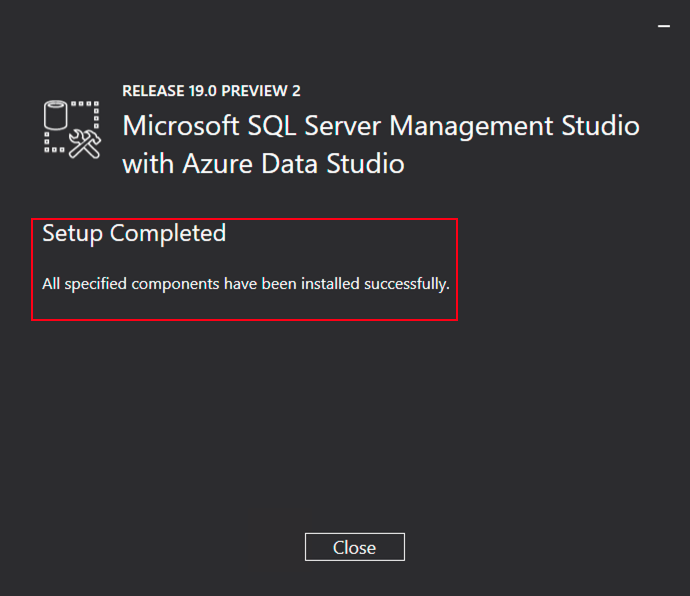 RELEASE 19.0 PREVIEW 2
Microsoft SQL Server Management Studio
with Azure Data Studio
Setup Completed
All specified components have been installed successfully.
Close